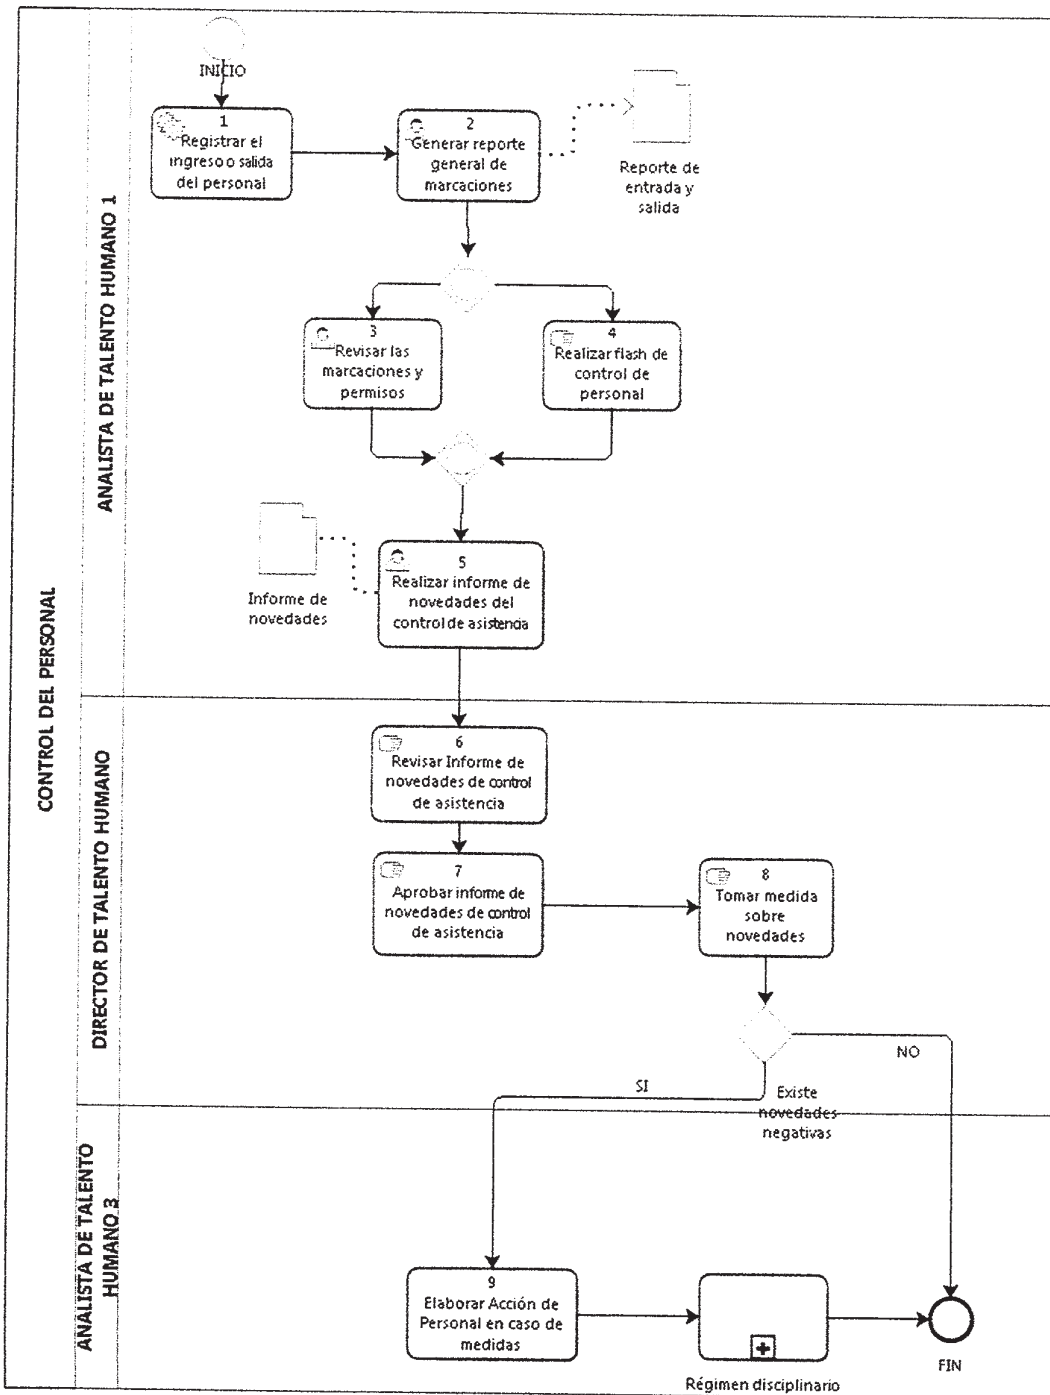 CONTROL DEL PERSONAL
ANALISTA DE TALENTO HUMANO 1
INICIO
1
Registrar el
ingreso o salida
del personal
2
Generar reporte
general de
marcaciones
Reporte de
entrada y
salida
3
Revisar las
marcaciones y
permisos
4
Realizar flash de
control de
personal
Informe de
novedades
5
Realizar informe de
novedades del
control de asistencia
DIRECTOR DE TALENTO HUMANO
6
Revisar Informe de
novedades de control
de asistencia
7
Aprobar informe de
novedades de control
de asistencia
8
Tomar medida
sobre
novedades
NO
SI
Existe
novedades
negativas
ANALISTA DE TALENTO
HUMANO 3
9
Elaborar Acción de
Personal en caso de
medidas
Régimen disciplinario
FIN